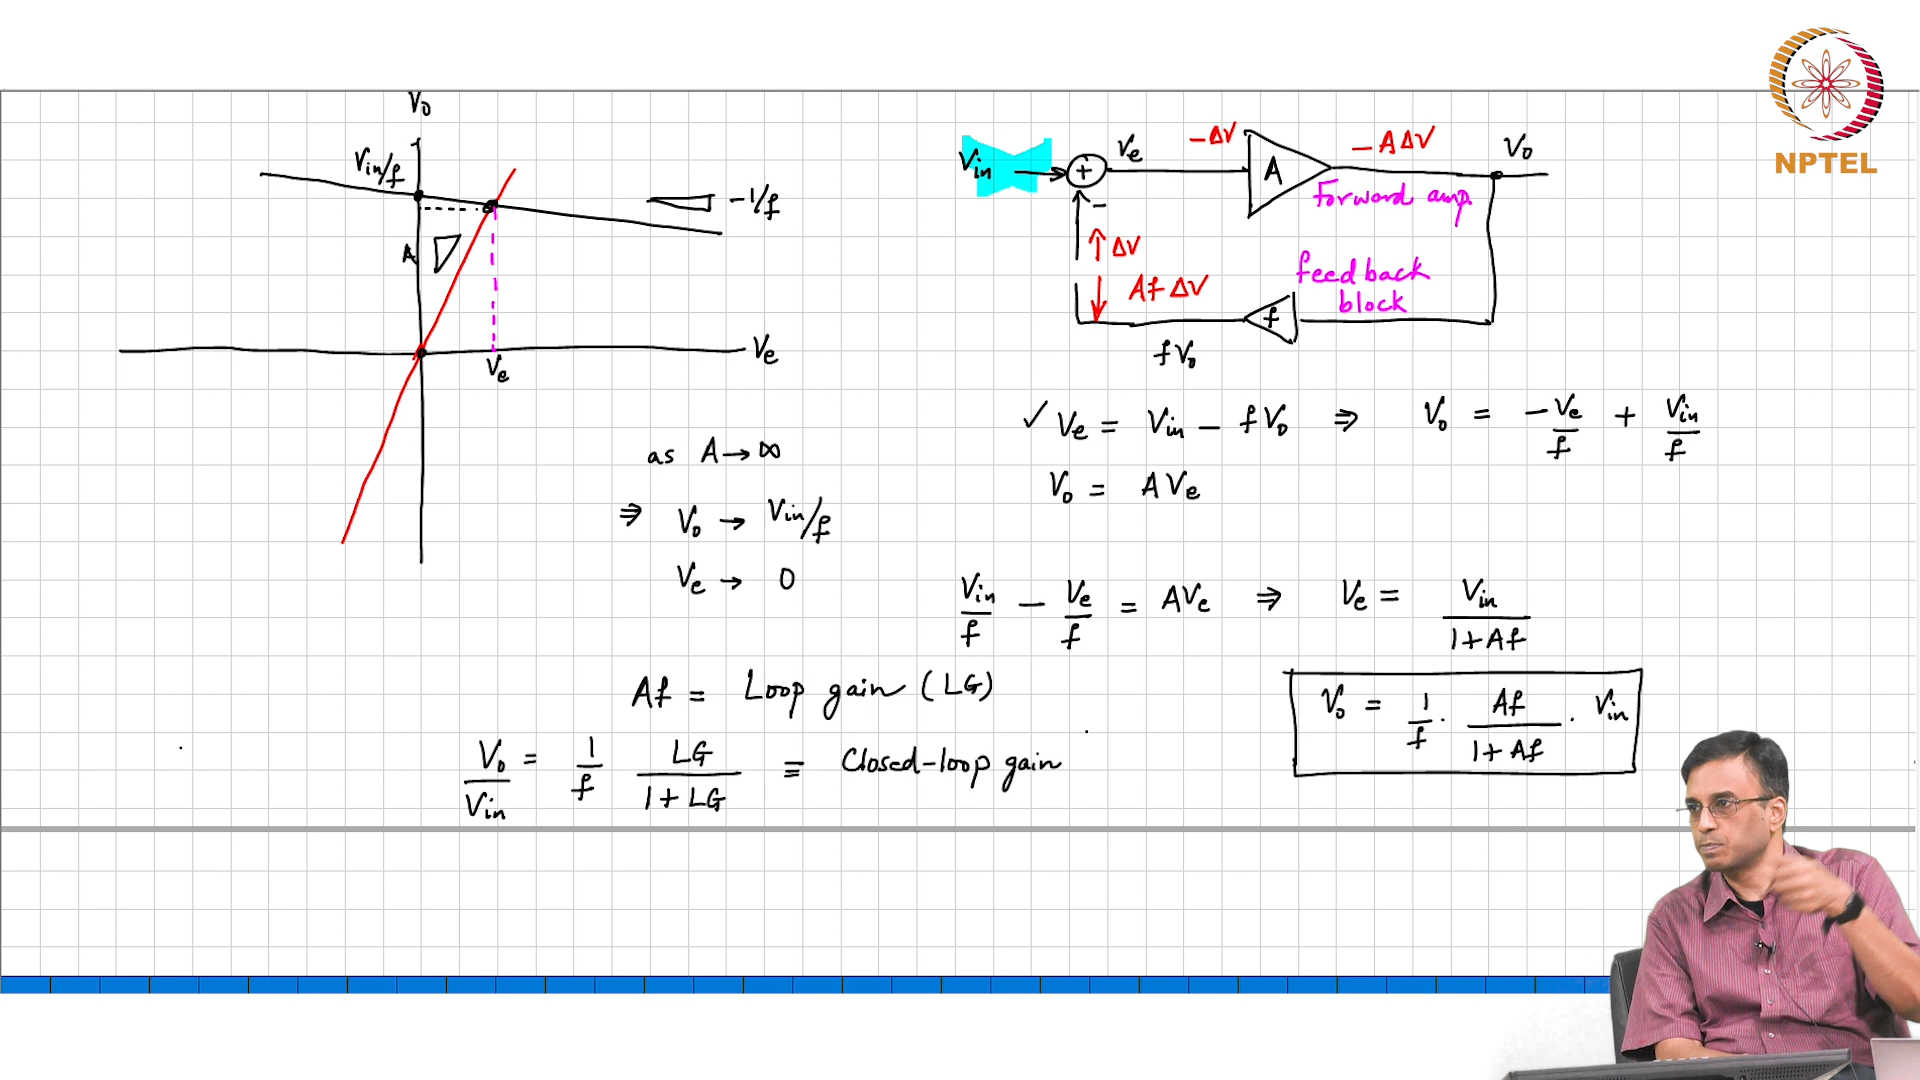 NPTEL
V₀
Vin/f
-1/f
A
Ve
Ve
as A→∞
⇒ V₀ → Vin/f
Ve → 0
Vin
+
-
Ve
-ΔV
A
-AΔV
V₀
Forward amp.
↑ΔV
↓ AfΔV
feedback
block
f
fV₀
✓ Ve = Vin - fV₀ ⇒ V₀ = -Ve/f + Vin/f
V₀ = AVe
Vin/f - Ve/f = AVe ⇒ Ve = Vin/(1+Af)
Af = Loop gain (LG)
V₀ = 1/f · Af/(1+Af) · Vin
V₀/Vin = 1/f LG/(1+LG) ≡ Closed-loop gain